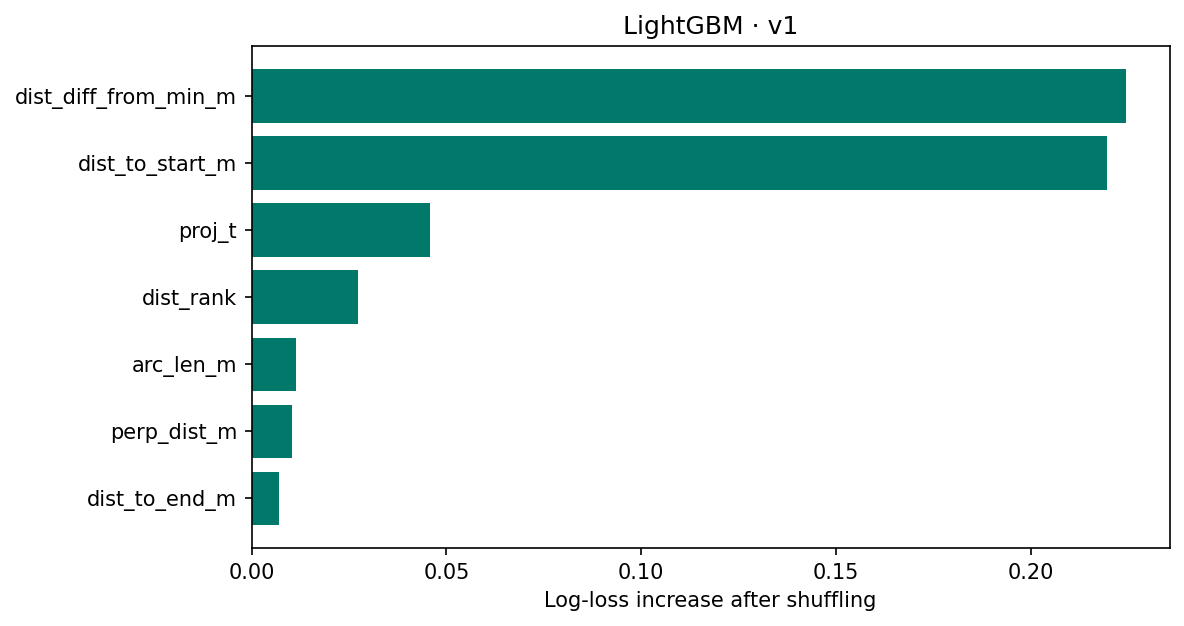 LightGBM · v1
dist_diff_from_min_m
dist_to_start_m
proj_t
dist_rank
arc_len_m
perp_dist_m
dist_to_end_m
0.00 0.05 0.10 0.15 0.20
Log-loss increase after shuffling